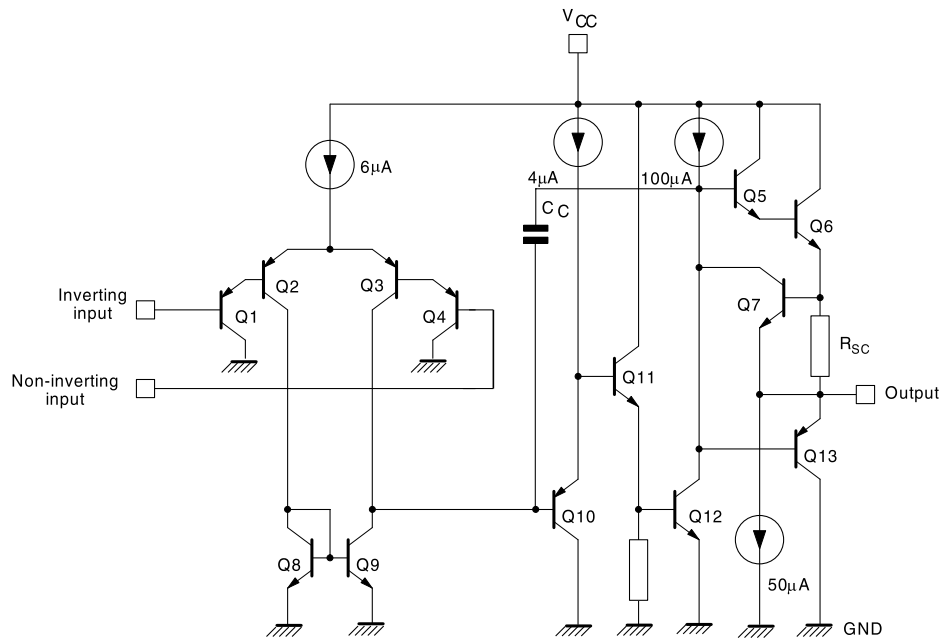 VCC
6μA
4μA
100μA
CC
Q5
Q6
Q2
Q3
Inverting
input
Q1
Q4
Q7
RSC
Non-inverting
input
Q11
Output
Q13
Q10
Q12
Q8
Q9
50μA
GND